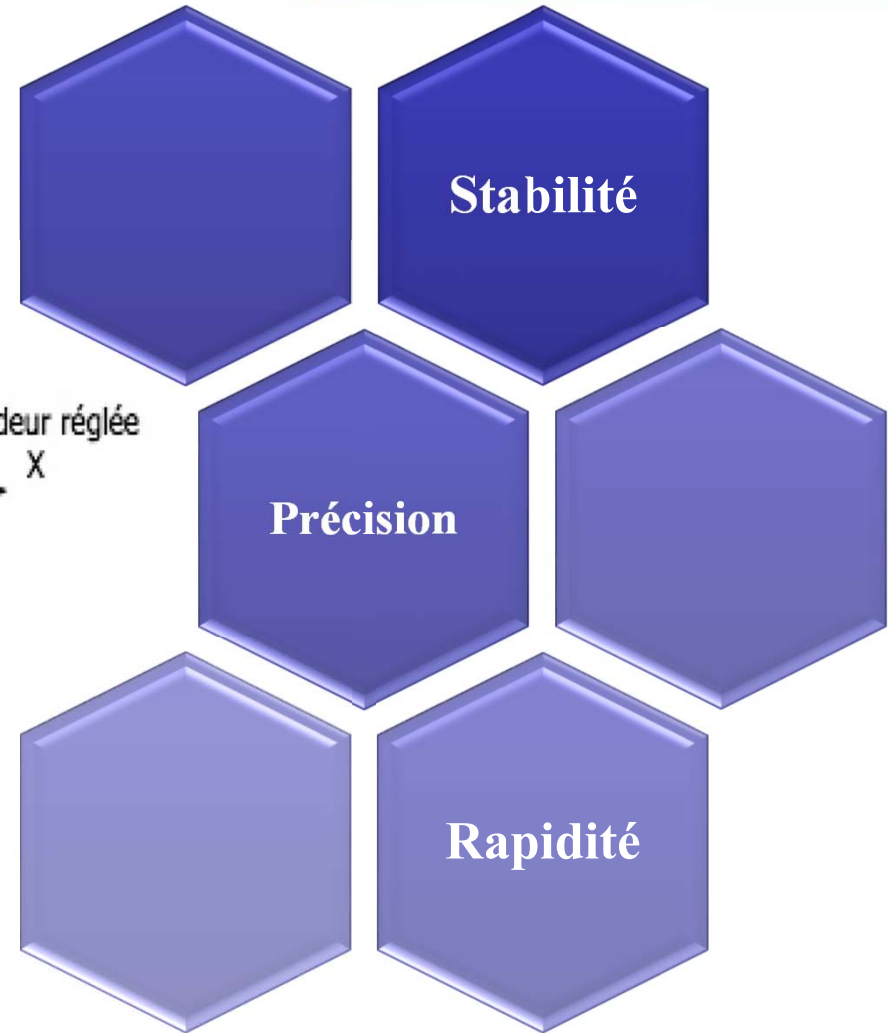 Stabilité
deur réglée
X
Précision
Rapidité